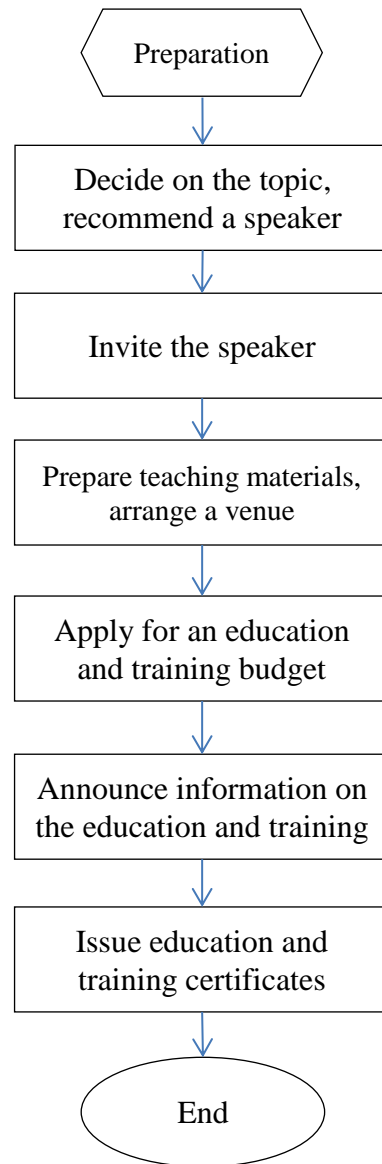 Preparation
Decide on the topic,
recommend a speaker
Invite the speaker
Prepare teaching materials,
arrange a venue
Apply for an education
and training budget
Announce information on
the education and training
Issue education and
training certificates
End